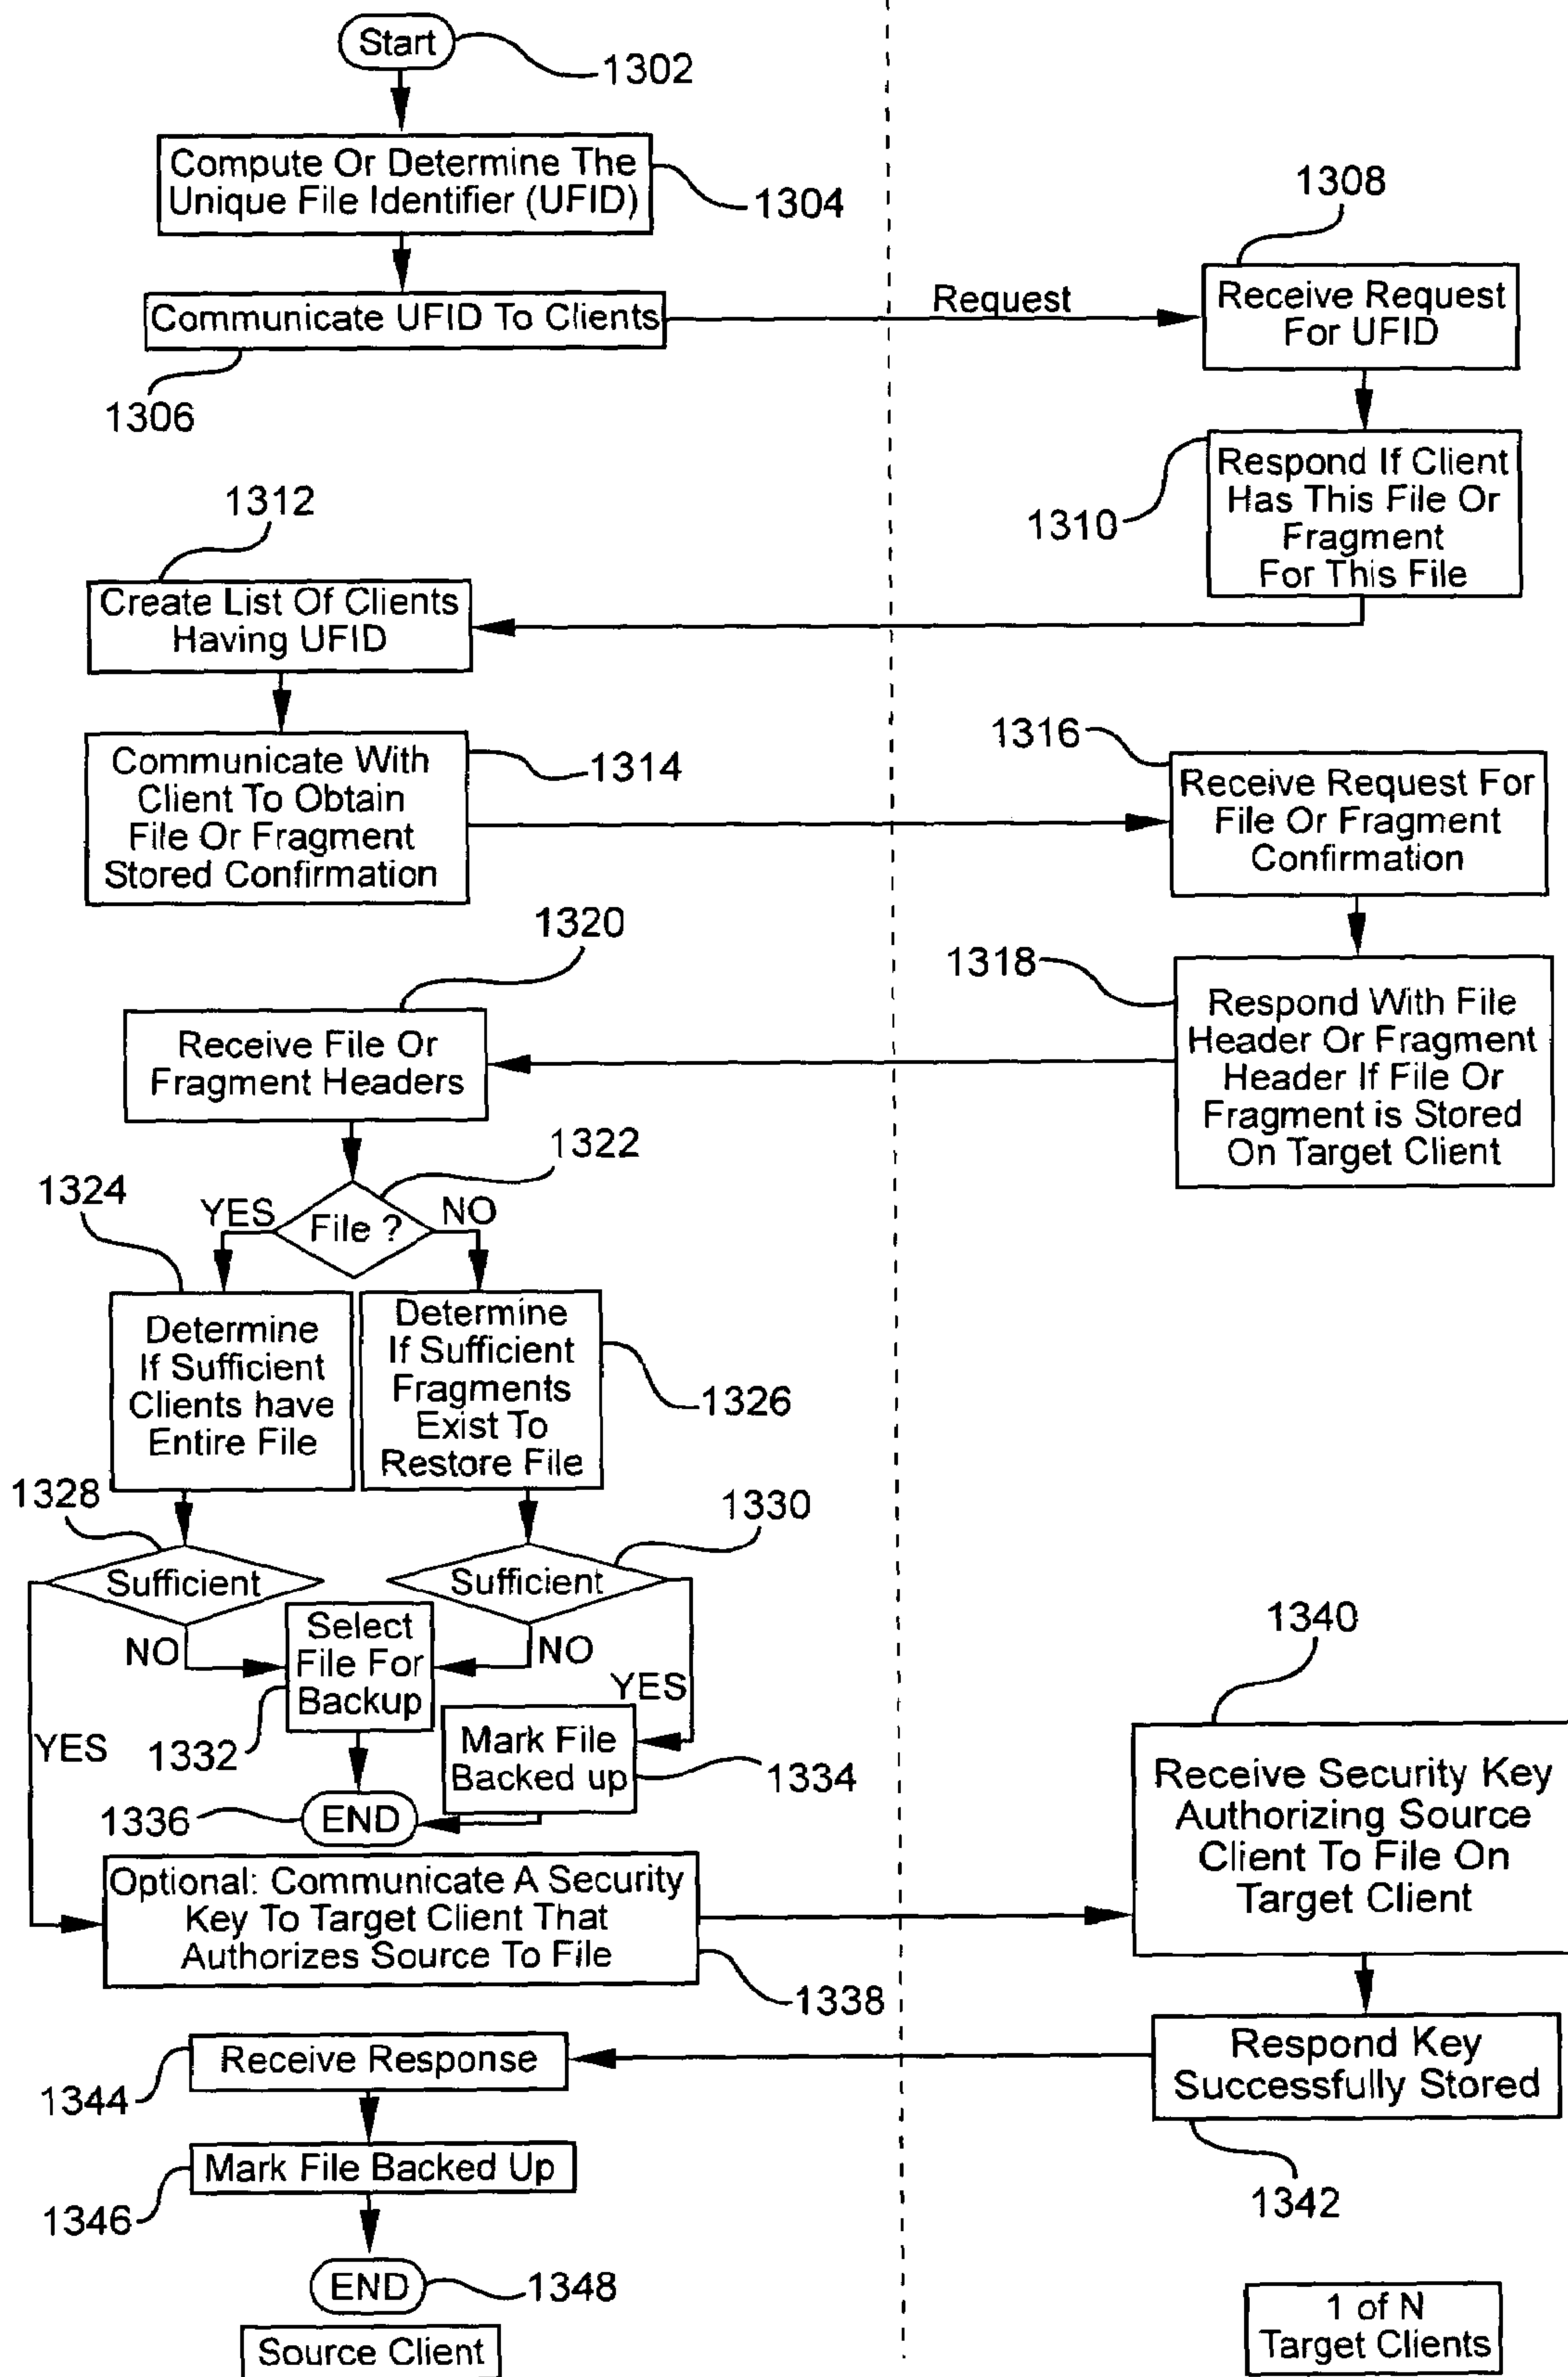 Start
1302
Compute Or Determine The
Unique File Identifier (UFID)
1304
1308
Communicate UFID To Clients
Request
Receive Request
For UFID
1306
Respond If Client
Has This File Or
Fragment
For This File
1310
1312
Create List Of Clients
Having UFID
Communicate With
Client To Obtain
File Or Fragment
Stored Confirmation
1314
1316
Receive Request For
File Or Fragment
Confirmation
1320
1318
Respond With File
Header Or Fragment
Header If File Or
Fragment is Stored
On Target Client
Receive File Or
Fragment Headers
1322
1324
YES
File ?
NO
Determine
If Sufficient
Clients have
Entire File
Determine
If Sufficient
Fragments
Exist To
Restore File
1326
1328
1330
Sufficient
Sufficient
NO
Select
File For
Backup
NO
YES
YES
1332
Mark File
Backed up
1334
1336
END
1340
Receive Security Key
Authorizing Source
Client To File On
Target Client
Optional: Communicate A Security
Key To Target Client That
Authorizes Source To File
1338
Receive Response
1344
Respond Key
Successfully Stored
1342
Mark File Backed Up
1346
END
1348
Source Client
1 of N
Target Clients